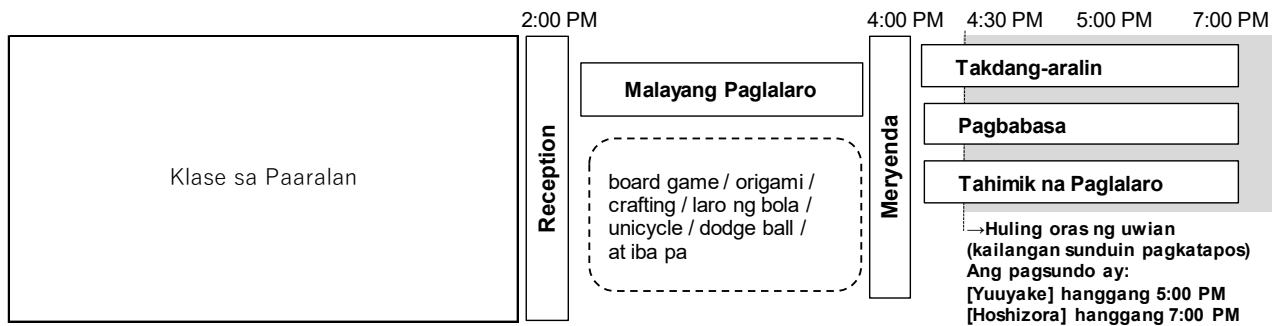 2:00 PM
4:00 PM
4:30 PM
5:00 PM
7:00 PM
Klase sa Paaralan
Reception
Malayang Paglalaro
board game / origami /
crafting / laro ng bola /
unicycle / dodge ball /
at iba pa
Meryenda
Takdang-aralin
Pagbabasa
Tahimik na Paglalaro
→Huling oras ng uwian
(kailangan sunduin pagkatapos)
Ang pagsundo ay:
[Yuuyake] hanggang 5:00 PM
[Hoshizora] hanggang 7:00 PM